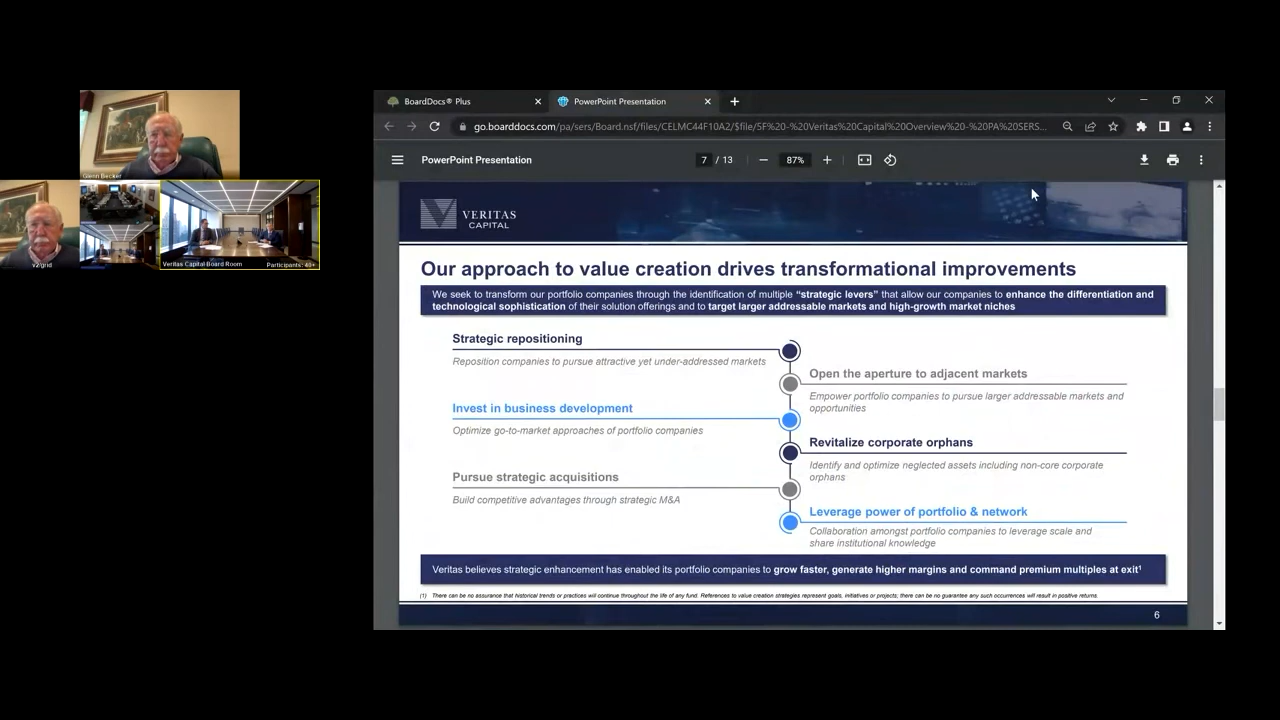 Glenn Becker
v2/grid
Veritas Capital Board Room
Participants: 40+
BoardDocs® Plus
PowerPoint Presentation
go.boarddocs.com/pa/sers/Board.nsf/files/CELMC44F10A2/$file/5F%20-%20Veritas%20Capital%20Overview%20-%20PA%20SERS...
PowerPoint Presentation
7 / 13
87%
VERITAS
CAPITAL
Our approach to value creation drives transformational improvements
We seek to transform our portfolio companies through the identification of multiple “strategic levers” that allow our companies to enhance the differentiation and
technological sophistication of their solution offerings and to target larger addressable markets and high-growth market niches
Strategic repositioning
Reposition companies to pursue attractive yet under-addressed markets
Open the aperture to adjacent markets
Empower portfolio companies to pursue larger addressable markets and
opportunities
Invest in business development
Optimize go-to-market approaches of portfolio companies
Revitalize corporate orphans
Identify and optimize neglected assets including non-core corporate
orphans
Pursue strategic acquisitions
Build competitive advantages through strategic M&A
Leverage power of portfolio & network
Collaboration amongst portfolio companies to leverage scale and
share institutional knowledge
Veritas believes strategic enhancement has enabled its portfolio companies to grow faster, generate higher margins and command premium multiples at exit¹
(1) There can be no assurance that historical trends or practices will continue throughout the life of any fund. References to value creation strategies represent goals, initiatives or projects; there can be no guarantee any such occurrences will result in positive returns.
6